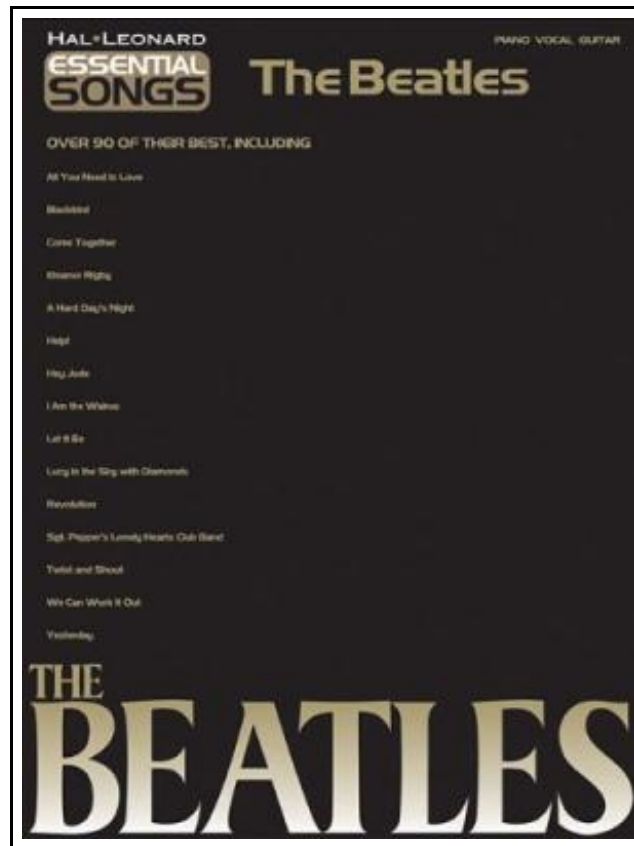 HAL•LEONARD
PIANO VOCAL GUITAR
ESSENTIAL
SONGS
The Beatles
OVER 90 OF THEIR BEST, INCLUDING
All You Need Is Love
Blackbird
Come Together
Eleanor Rigby
A Hard Day's Night
Help!
Hey Jude
I Am the Walrus
Let It Be
Lucy in the Sky with Diamonds
Revolution
Sgt. Pepper's Lonely Hearts Club Band
Twist and Shout
We Can Work It Out
Yesterday
THE
BEATLES